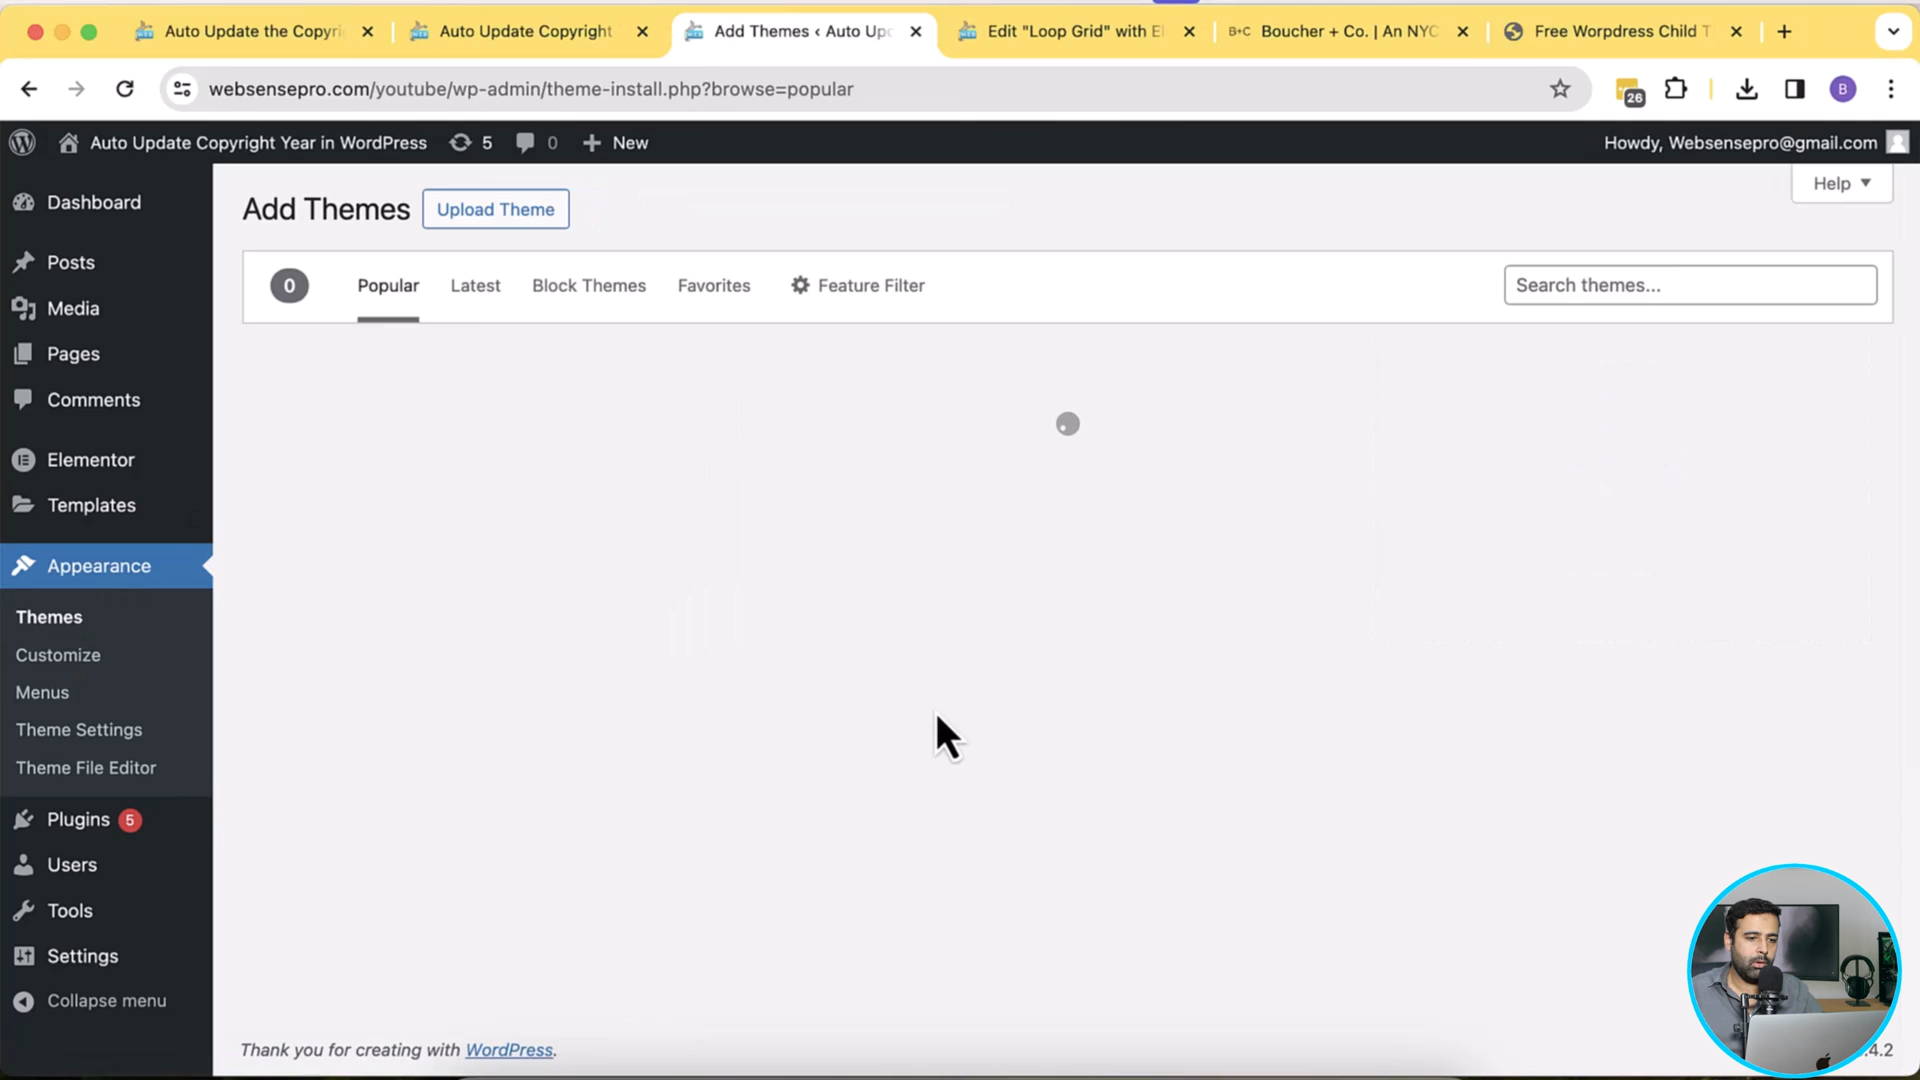 Auto Update the Copyri
Auto Update Copyright
Add Themes ‹ Auto Up
Edit "Loop Grid" with El
B+C Boucher + Co. | An NYC
Free Worpdress Child T
websensepro.com/youtube/wp-admin/theme-install.php?browse=popular
26
B
Auto Update Copyright Year in WordPress
5
0
New
Howdy, Websensepro@gmail.com
Dashboard
Posts
Media
Pages
Comments
Elementor
Templates
Appearance
Themes
Customize
Menus
Theme Settings
Theme File Editor
Plugins 5
Users
Tools
Settings
Collapse menu
Help
Add Themes
Upload Theme
0
Popular
Latest
Block Themes
Favorites
Feature Filter
Search themes...
Thank you for creating with WordPress.
.4.2